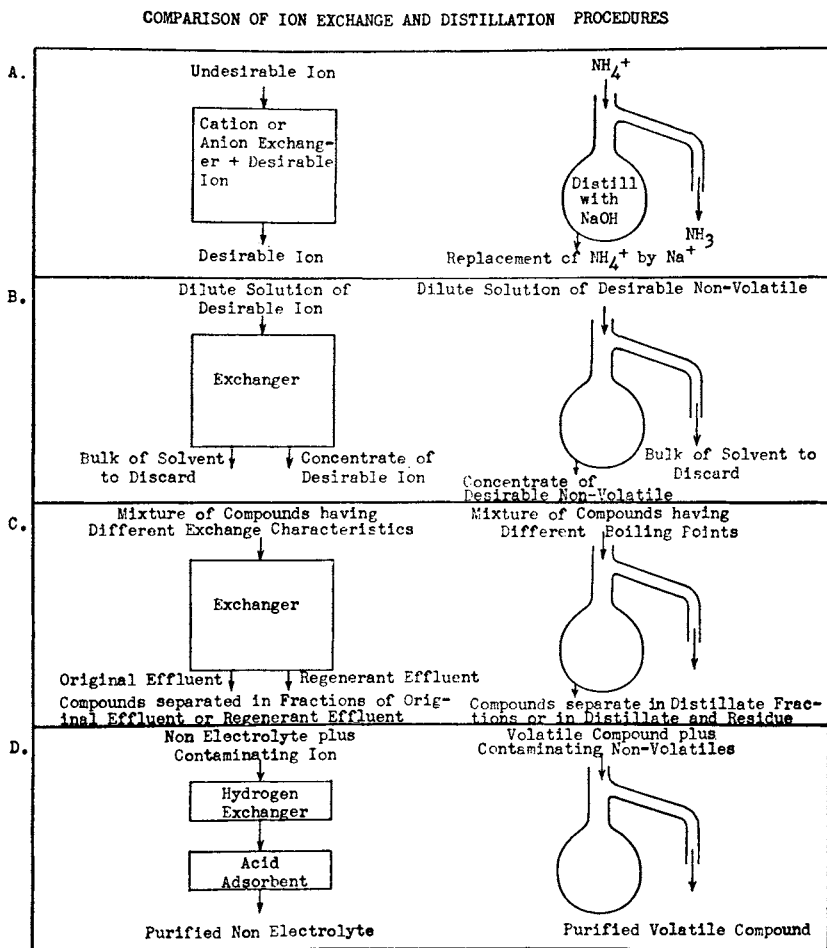 COMPARISON OF ION EXCHANGE AND DISTILLATION PROCEDURES
A.
Undesirable Ion
Cation or
Anion Exchang-
er + Desirable
Ion
Desirable Ion
NH4+
Distill
with
NaOH
NH3
Replacement of NH4+ by Na+
B.
Dilute Solution of
Desirable Ion
Exchanger
Bulk of Solvent
to Discard
Concentrate of
Desirable Ion
Dilute Solution of Desirable Non-Volatile
Bulk of Solvent to
Discard
Concentrate of
Desirable Non-Volatile
C.
Mixture of Compounds having
Different Exchange Characteristics
Exchanger
Original Effluent
Regenerant Effluent
Compounds separated in Fractions of Orig-
inal Effluent or Regenerant Effluent
Mixture of Compounds having
Different Boiling Points
Compounds separate in Distillate Frac-
tions or in Distillate and Residue
D.
Non Electrolyte plus
Contaminating Ion
Hydrogen
Exchanger
Acid
Adsorbent
Purified Non Electrolyte
Volatile Compound plus
Contaminating Non-Volatiles
Purified Volatile Compound